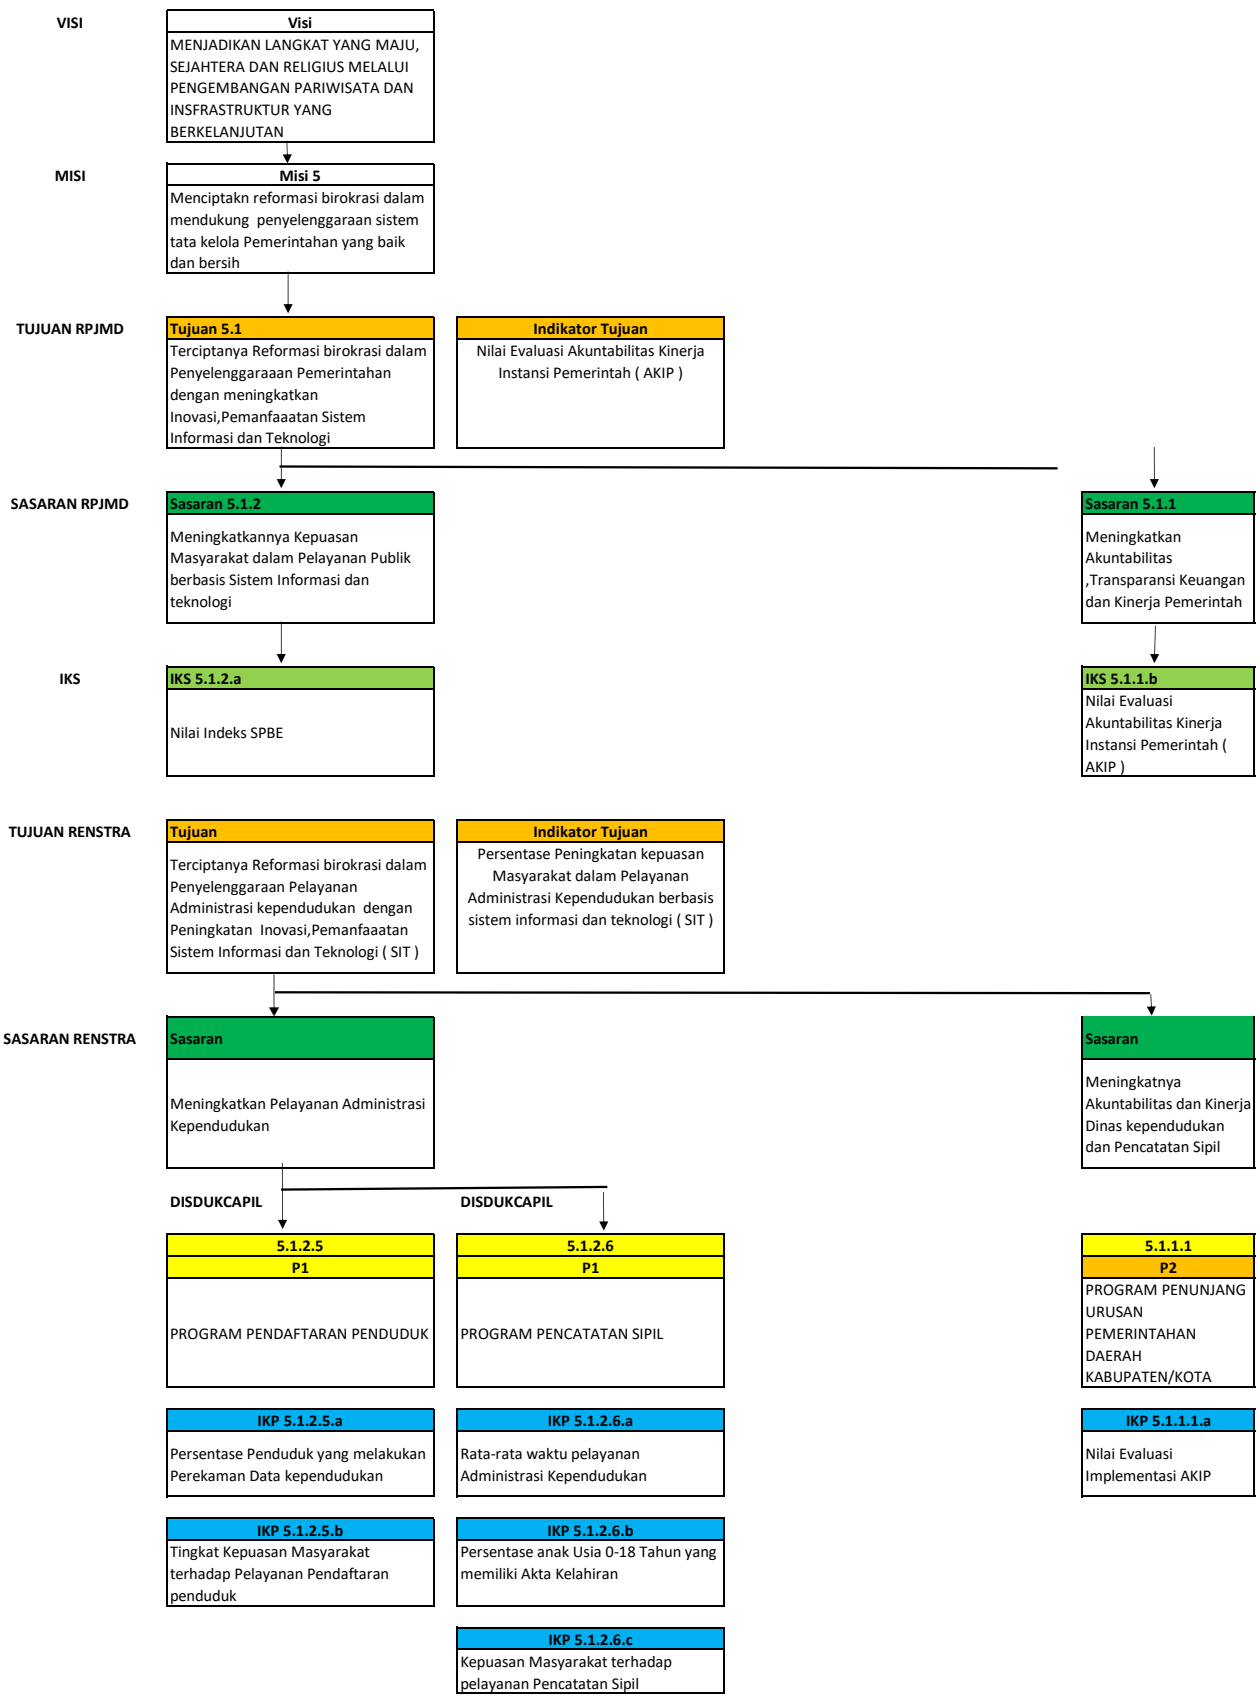 VISI
Visi
MENJADIKAN LANGKAT YANG MAJU,
SEJAHTERA DAN RELIGIUS MELALUI
PENGEMBANGAN PARIWISATA DAN
INSFRASTRUKTUR YANG
BERKELANJUTAN
MISI
Misi 5
Menciptakn reformasi birokrasi dalam
mendukung penyelenggaraan sistem
tata kelola Pemerintahan yang baik
dan bersih
TUJUAN RPJMD
Tujuan 5.1
Terciptanya Reformasi birokrasi dalam
Penyelenggaraaan Pemerintahan
dengan meningkatkan
Inovasi,Pemanfaaatan Sistem
Informasi dan Teknologi
Indikator Tujuan
Nilai Evaluasi Akuntabilitas Kinerja
Instansi Pemerintah ( AKIP )
SASARAN RPJMD
Sasaran 5.1.2
Meningkatkannya Kepuasan
Masyarakat dalam Pelayanan Publik
berbasis Sistem Informasi dan
teknologi
Sasaran 5.1.1
Meningkatkan
Akuntabilitas
,Transparansi Keuangan
dan Kinerja Pemerintah
IKS
IKS 5.1.2.a
Nilai Indeks SPBE
IKS 5.1.1.b
Nilai Evaluasi
Akuntabilitas Kinerja
Instansi Pemerintah (
AKIP )
TUJUAN RENSTRA
Tujuan
Terciptanya Reformasi birokrasi dalam
Penyelenggaraan Pelayanan
Administrasi kependudukan dengan
Peningkatan Inovasi,Pemanfaaatan
Sistem Informasi dan Teknologi ( SIT )
Indikator Tujuan
Persentase Peningkatan kepuasan
Masyarakat dalam Pelayanan
Administrasi Kependudukan berbasis
sistem informasi dan teknologi ( SIT )
SASARAN RENSTRA
Sasaran
Meningkatkan Pelayanan Administrasi
Kependudukan
Sasaran
Meningkatnya
Akuntabilitas dan Kinerja
Dinas kependudukan
dan Pencatatan Sipil
DISDUKCAPIL
DISDUKCAPIL
5.1.2.5
P1
PROGRAM PENDAFTARAN PENDUDUK
5.1.2.6
P1
PROGRAM PENCATATAN SIPIL
5.1.1.1
P2
PROGRAM PENUNJANG
URUSAN
PEMERINTAHAN
DAERAH
KABUPATEN/KOTA
IKP 5.1.2.5.a
Persentase Penduduk yang melakukan
Perekaman Data kependudukan
IKP 5.1.2.6.a
Rata-rata waktu pelayanan
Administrasi Kependudukan
IKP 5.1.1.1.a
Nilai Evaluasi
Implementasi AKIP
IKP 5.1.2.5.b
Tingkat Kepuasan Masyarakat
terhadap Pelayanan Pendaftaran
penduduk
IKP 5.1.2.6.b
Persentase anak Usia 0-18 Tahun yang
memiliki Akta Kelahiran
IKP 5.1.2.6.c
Kepuasan Masyarakat terhadap
pelayanan Pencatatan Sipil